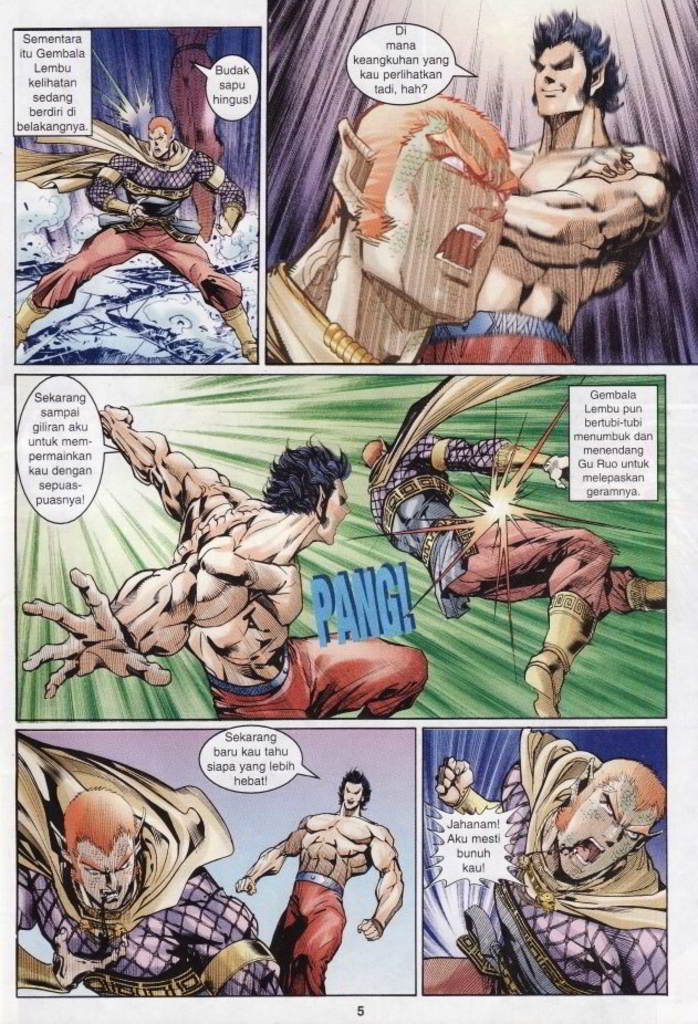 Sementara
itu Gembala
Lembu
kelihatan
sedang
berdiri di
belakangnya.
Budak
sapu
hingus!
Di
mana
keangkuhan yang
kau perlihatkan
tadi, hah?
Sekarang
sampai
giliran aku
untuk mem-
permainkan
kau dengan
sepuas-
puasnya!
Gembala
Lembu pun
bertubi-tubi
menumbuk dan
menendang
Gu Ruo untuk
melepaskan
geramnya.
PANG!
Sekarang
baru kau tahu
siapa yang lebih
hebat!
Jahanam!
Aku mesti
bunuh
kau!
5